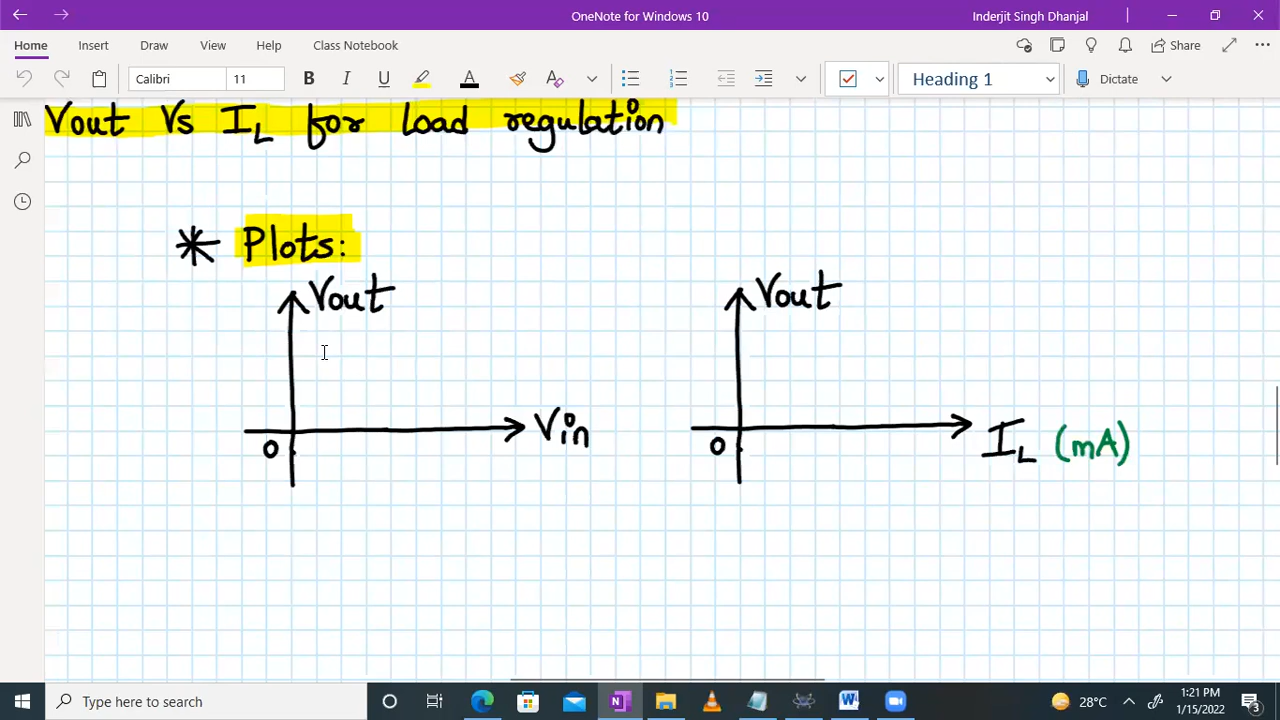 OneNote for Windows 10
Inderjit Singh Dhanjal
Home Insert Draw View Help Class Notebook
Share
Calibri 11 B I U A Heading 1 Dictate
Vout Vs IL for load regulation
* Plots:
Vout
Vout
0
Vin
0
IL (mA)
Type here to search
28°C
1:21 PM
1/15/2022
3